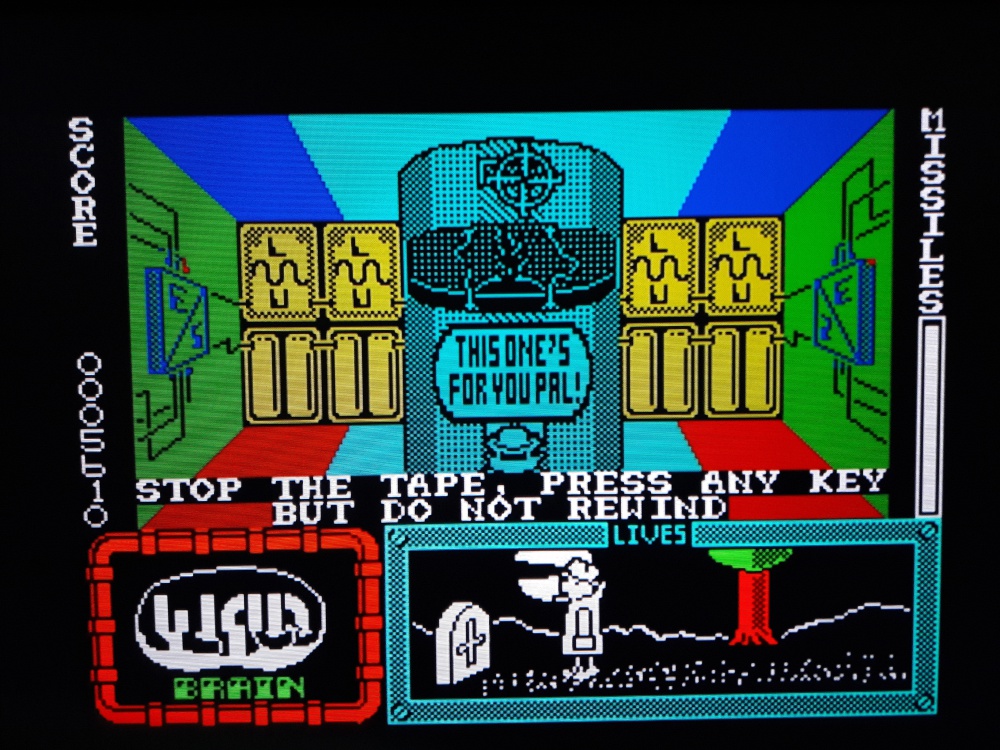 SCORE
MISSILES
THIS ONE'S
FOR YOU PAL!
STOP THE TAPE, PRESS ANY KEY
BUT DO NOT REWIND
LIVES
BRAIN